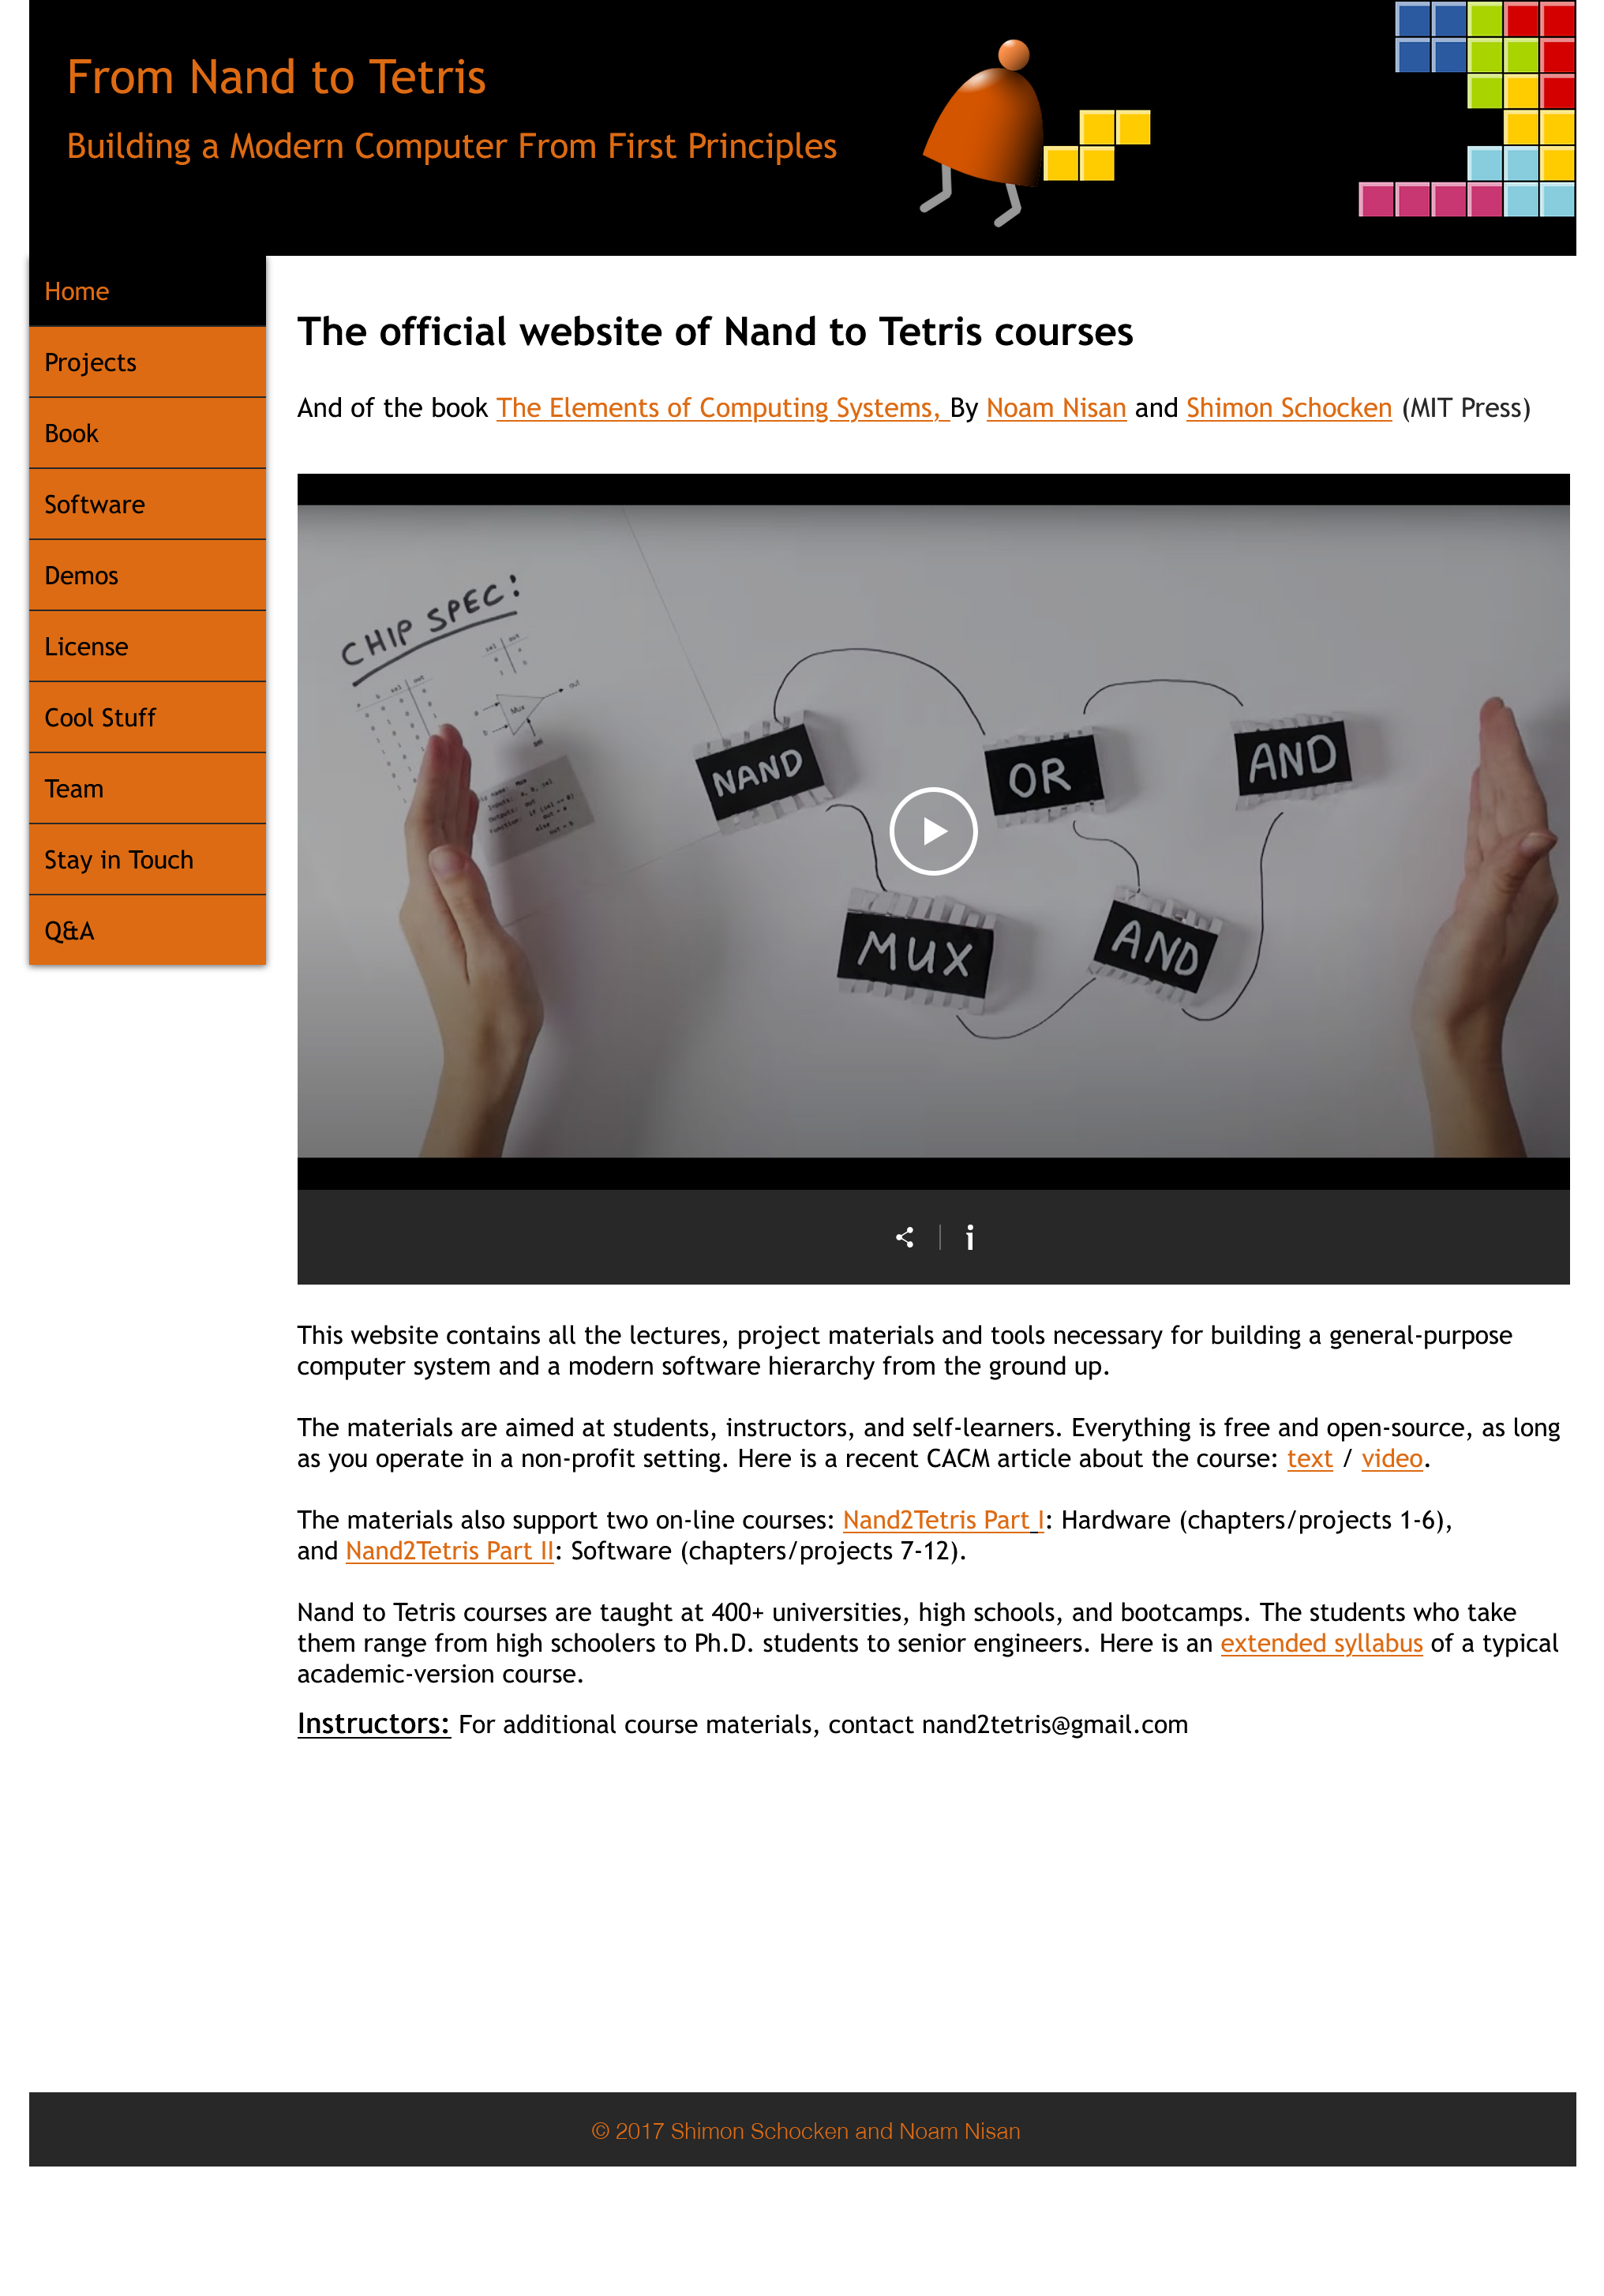 From Nand to Tetris
Building a Modern Computer From First Principles
Home
Projects
Book
Software
Demos
License
Cool Stuff
Team
Stay in Touch
Q&A
The official website of Nand to Tetris courses
And of the book The Elements of Computing Systems, By Noam Nisan and Shimon Schocken (MIT Press)
CHIP SPEC:
sel out
a b sel out
Mux
out
sel
Inputs: a, b, sel
NAND
OR
AND
MUX
AND
This website contains all the lectures, project materials and tools necessary for building a general-purpose
computer system and a modern software hierarchy from the ground up.
The materials are aimed at students, instructors, and self-learners. Everything is free and open-source, as long
as you operate in a non-profit setting. Here is a recent CACM article about the course: text / video.
The materials also support two on-line courses: Nand2Tetris Part I: Hardware (chapters/projects 1-6),
and Nand2Tetris Part II: Software (chapters/projects 7-12).
Nand to Tetris courses are taught at 400+ universities, high schools, and bootcamps. The students who take
them range from high schoolers to Ph.D. students to senior engineers. Here is an extended syllabus of a typical
academic-version course.
Instructors: For additional course materials, contact nand2tetris@gmail.com
© 2017 Shimon Schocken and Noam Nisan